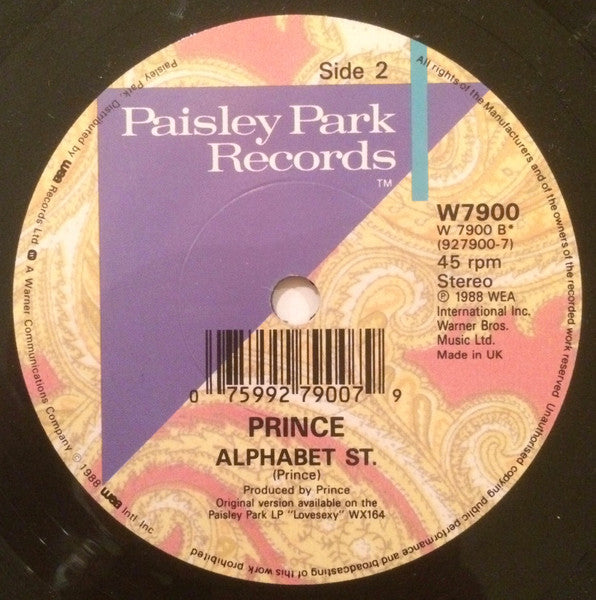 Side 2
Paisley Park
Records
™
W7900
W 7900 B*
(927900-7)
45 rpm
Stereo
℗ 1988 WEA
International Inc.
Warner Bros.
Music Ltd.
Made in UK
0 75992 79007 9
PRINCE
ALPHABET ST.
(Prince)
Produced by Prince
Original version available on the
Paisley Park LP "Lovesexy" WX164
Paisley Park. Distributed by wea Records Ltd. A Warner Communications Company © 1988 wea Intl. Inc.
All rights of the Manufacturers and of the owners of the recorded work reserved Unauthorised copying public performance and broadcasting of this work prohibited